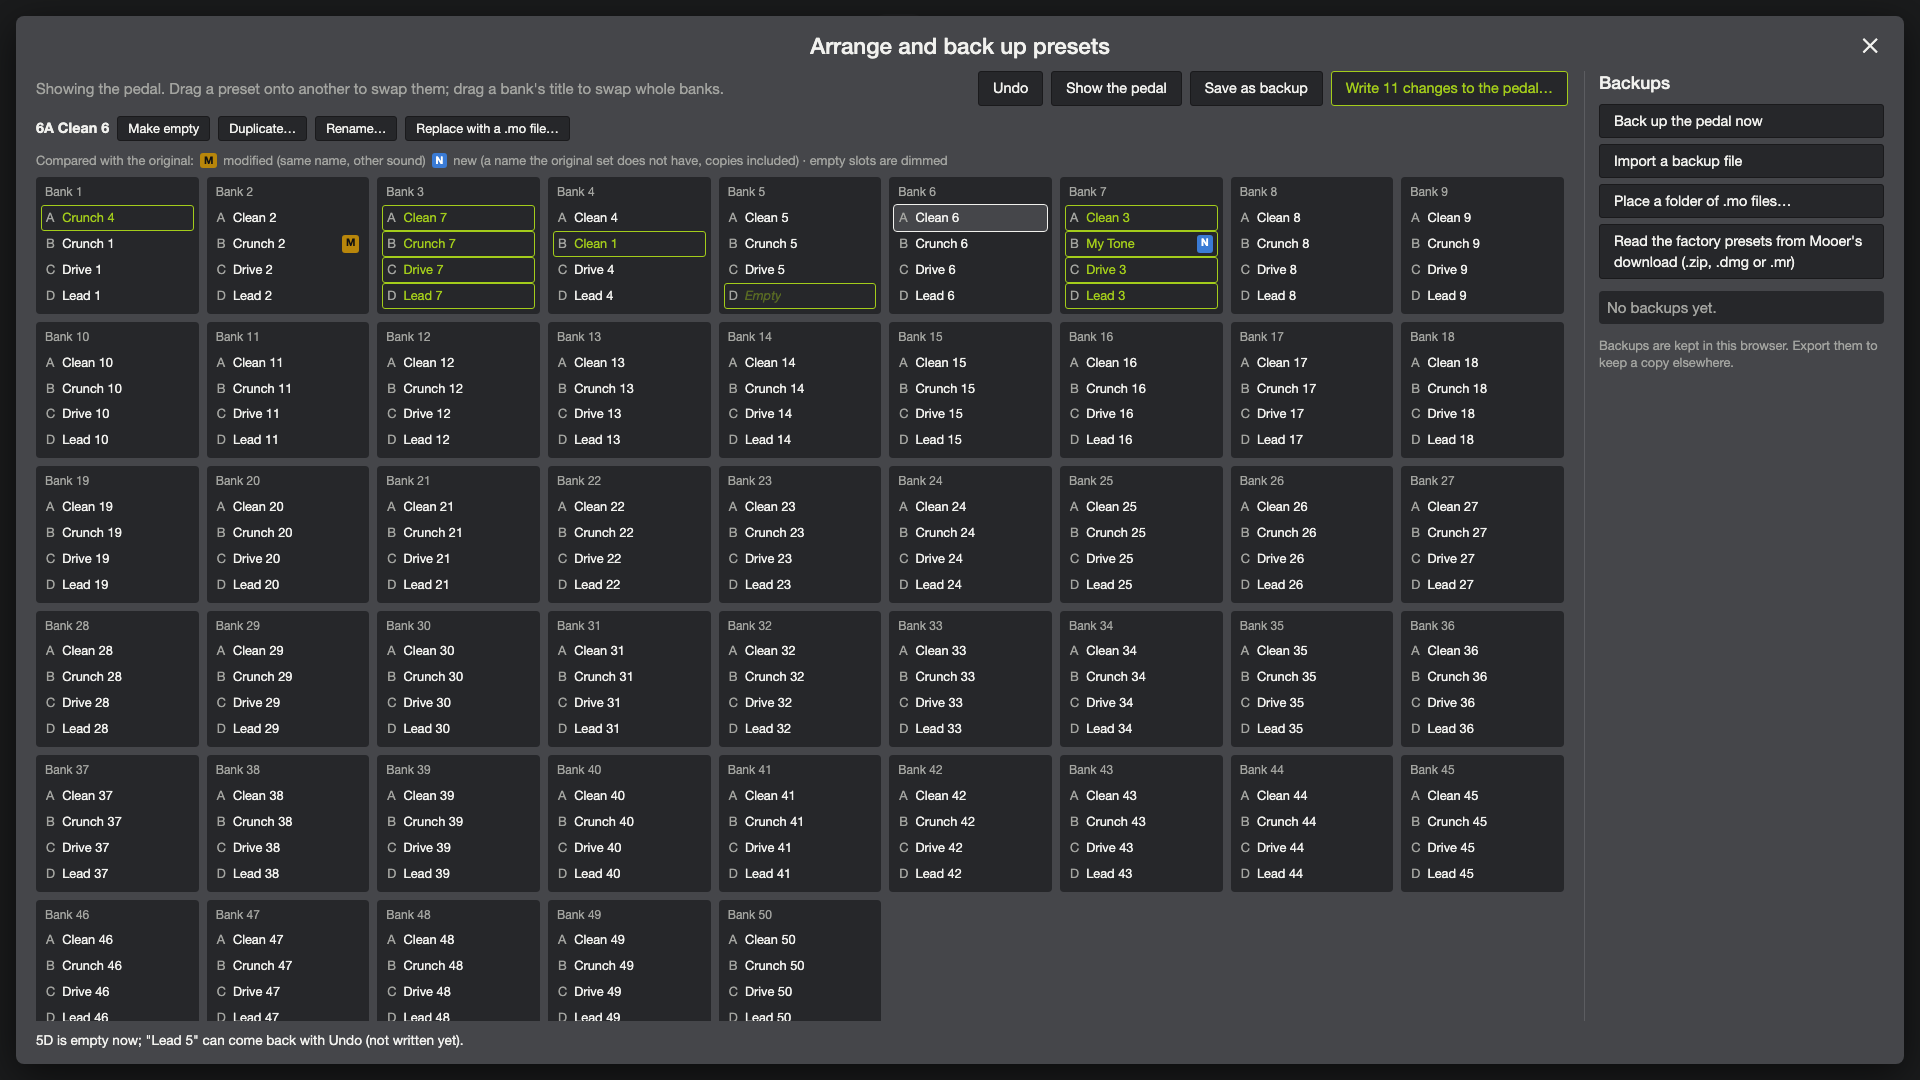 Arrange and back up presets
Showing the pedal. Drag a preset onto another to swap them; drag a bank's title to swap whole banks.
Undo
Show the pedal
Save as backup
Write 11 changes to the pedal…
6A Clean 6
Make empty
Duplicate…
Rename…
Replace with a .mo file…
Compared with the original: M modified (same name, other sound) N new (a name the original set does not have, copies included) · empty slots are dimmed
Bank 1
A Crunch 4
B Crunch 1
C Drive 1
D Lead 1
Bank 2
A Clean 2
B Crunch 2 M
C Drive 2
D Lead 2
Bank 3
A Clean 7
B Crunch 7
C Drive 7
D Lead 7
Bank 4
A Clean 4
B Clean 1
C Drive 4
D Lead 4
Bank 5
A Clean 5
B Crunch 5
C Drive 5
D Empty
Bank 6
A Clean 6
B Crunch 6
C Drive 6
D Lead 6
Bank 7
A Clean 3
B My Tone N
C Drive 3
D Lead 3
Bank 8
A Clean 8
B Crunch 8
C Drive 8
D Lead 8
Bank 9
A Clean 9
B Crunch 9
C Drive 9
D Lead 9
Bank 10
A Clean 10
B Crunch 10
C Drive 10
D Lead 10
Bank 11
A Clean 11
B Crunch 11
C Drive 11
D Lead 11
Bank 12
A Clean 12
B Crunch 12
C Drive 12
D Lead 12
Bank 13
A Clean 13
B Crunch 13
C Drive 13
D Lead 13
Bank 14
A Clean 14
B Crunch 14
C Drive 14
D Lead 14
Bank 15
A Clean 15
B Crunch 15
C Drive 15
D Lead 15
Bank 16
A Clean 16
B Crunch 16
C Drive 16
D Lead 16
Bank 17
A Clean 17
B Crunch 17
C Drive 17
D Lead 17
Bank 18
A Clean 18
B Crunch 18
C Drive 18
D Lead 18
Bank 19
A Clean 19
B Crunch 19
C Drive 19
D Lead 19
Bank 20
A Clean 20
B Crunch 20
C Drive 20
D Lead 20
Bank 21
A Clean 21
B Crunch 21
C Drive 21
D Lead 21
Bank 22
A Clean 22
B Crunch 22
C Drive 22
D Lead 22
Bank 23
A Clean 23
B Crunch 23
C Drive 23
D Lead 23
Bank 24
A Clean 24
B Crunch 24
C Drive 24
D Lead 24
Bank 25
A Clean 25
B Crunch 25
C Drive 25
D Lead 25
Bank 26
A Clean 26
B Crunch 26
C Drive 26
D Lead 26
Bank 27
A Clean 27
B Crunch 27
C Drive 27
D Lead 27
Bank 28
A Clean 28
B Crunch 28
C Drive 28
D Lead 28
Bank 29
A Clean 29
B Crunch 29
C Drive 29
D Lead 29
Bank 30
A Clean 30
B Crunch 30
C Drive 30
D Lead 30
Bank 31
A Clean 31
B Crunch 31
C Drive 31
D Lead 31
Bank 32
A Clean 32
B Crunch 32
C Drive 32
D Lead 32
Bank 33
A Clean 33
B Crunch 33
C Drive 33
D Lead 33
Bank 34
A Clean 34
B Crunch 34
C Drive 34
D Lead 34
Bank 35
A Clean 35
B Crunch 35
C Drive 35
D Lead 35
Bank 36
A Clean 36
B Crunch 36
C Drive 36
D Lead 36
Bank 37
A Clean 37
B Crunch 37
C Drive 37
D Lead 37
Bank 38
A Clean 38
B Crunch 38
C Drive 38
D Lead 38
Bank 39
A Clean 39
B Crunch 39
C Drive 39
D Lead 39
Bank 40
A Clean 40
B Crunch 40
C Drive 40
D Lead 40
Bank 41
A Clean 41
B Crunch 41
C Drive 41
D Lead 41
Bank 42
A Clean 42
B Crunch 42
C Drive 42
D Lead 42
Bank 43
A Clean 43
B Crunch 43
C Drive 43
D Lead 43
Bank 44
A Clean 44
B Crunch 44
C Drive 44
D Lead 44
Bank 45
A Clean 45
B Crunch 45
C Drive 45
D Lead 45
Bank 46
A Clean 46
B Crunch 46
C Drive 46
D Lead 46
Bank 47
A Clean 47
B Crunch 47
C Drive 47
D Lead 47
Bank 48
A Clean 48
B Crunch 48
C Drive 48
D Lead 48
Bank 49
A Clean 49
B Crunch 49
C Drive 49
D Lead 49
Bank 50
A Clean 50
B Crunch 50
C Drive 50
D Lead 50
5D is empty now; "Lead 5" can come back with Undo (not written yet).
Backups
Back up the pedal now
Import a backup file
Place a folder of .mo files…
Read the factory presets from Mooer's
download (.zip, .dmg or .mr)
No backups yet.
Backups are kept in this browser. Export them to
keep a copy elsewhere.